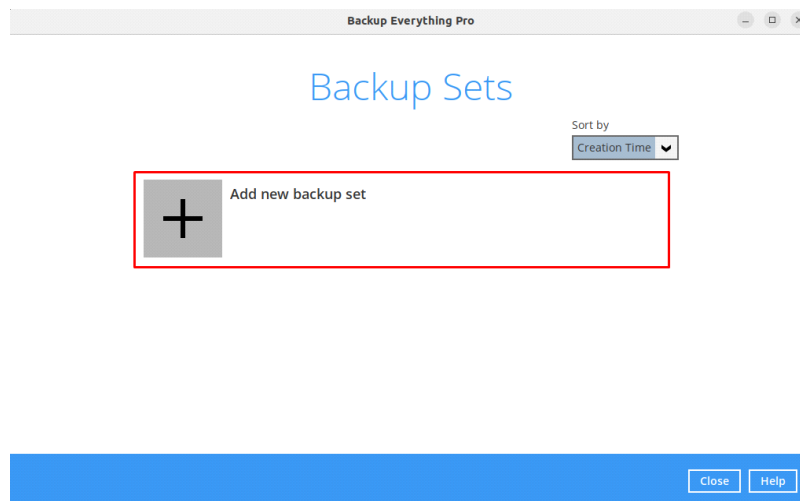 Backup Everything Pro
Backup Sets
Sort by
Creation Time
Add new backup set
Close
Help